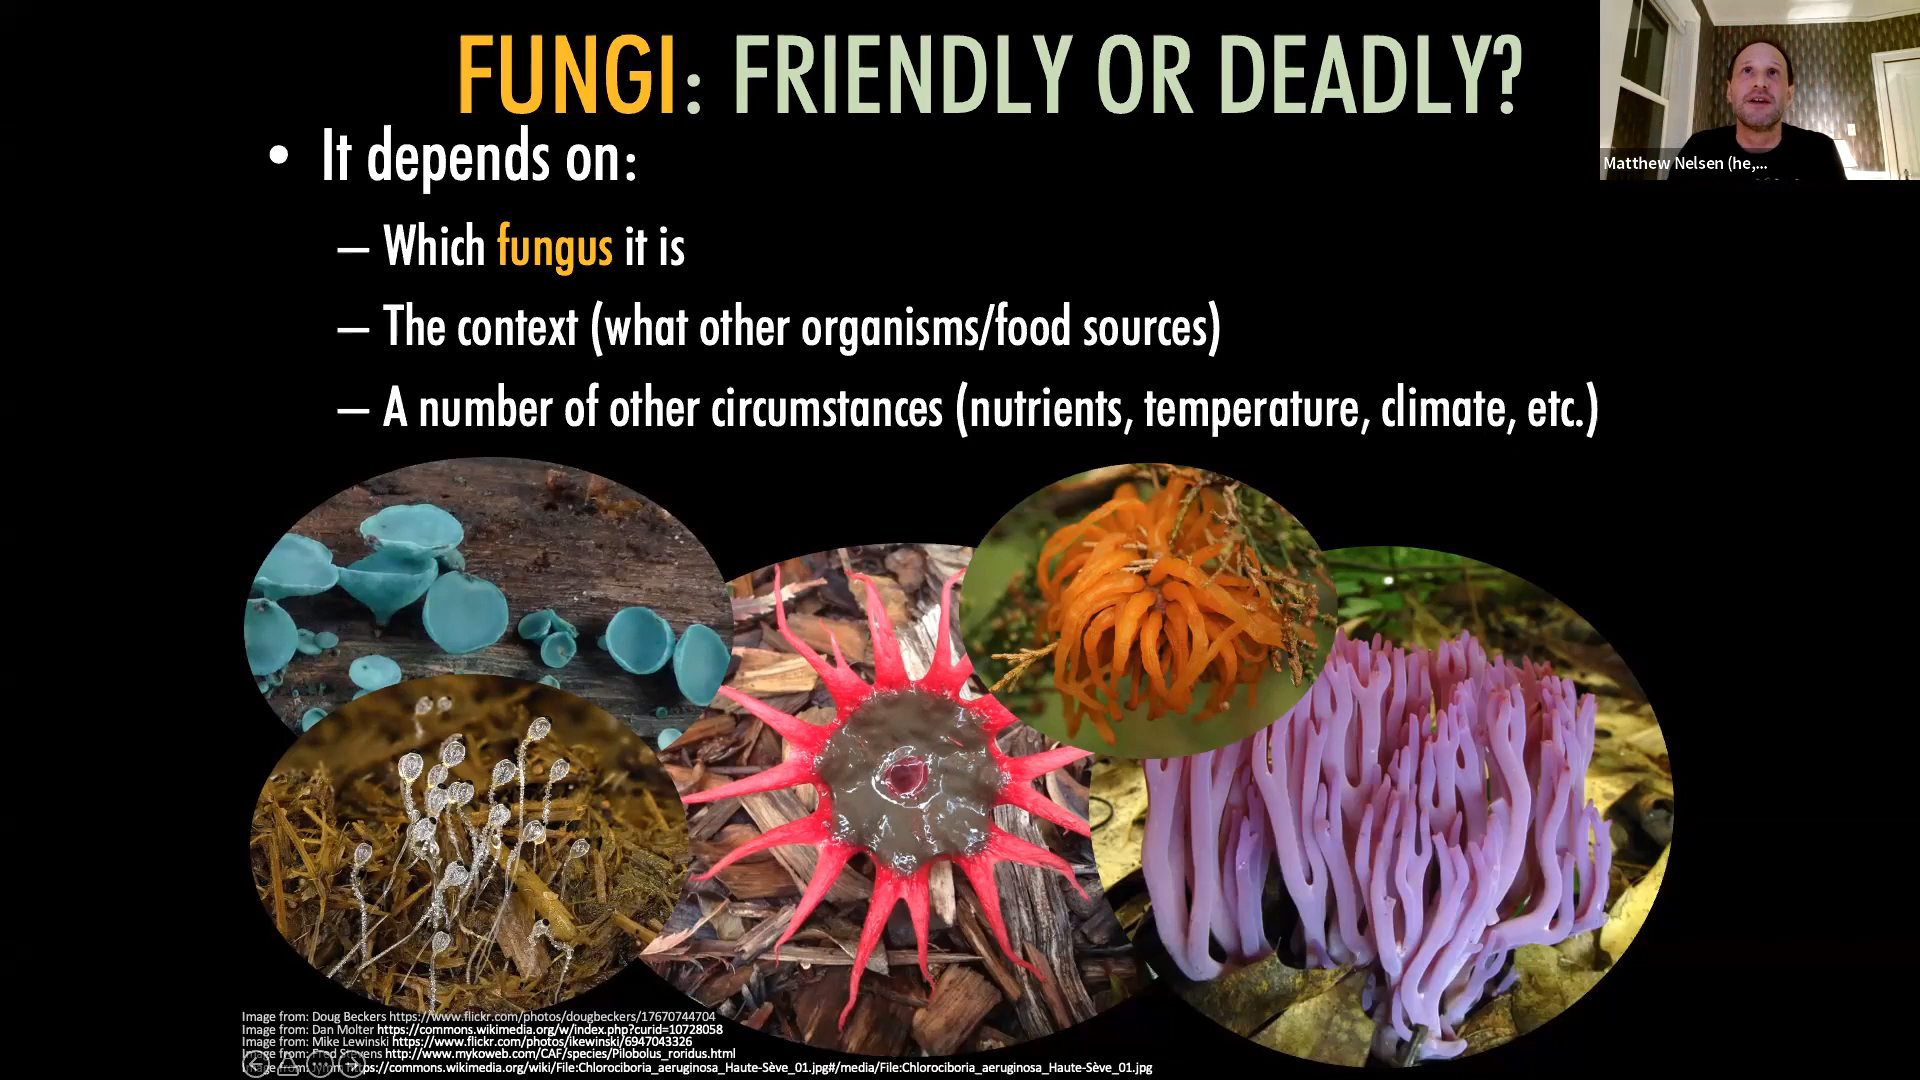 FUNGI: FRIENDLY OR DEADLY?
Matthew Nelsen (he,...
• It depends on:
– Which fungus it is
– The context (what other organisms/food sources)
– A number of other circumstances (nutrients, temperature, climate, etc.)
Image from: Doug Beckers https://www.flickr.com/photos/dougbeckers/17670744704
Image from: Dan Molter https://commons.wikimedia.org/w/index.php?curid=10728058
Image from: Mike Lewinski https://www.flickr.com/photos/ikewinski/6947043326
Image from: Fred Stevens http://www.mykoweb.com/CAF/species/Pilobolus_roridus.html
Image from: https://commons.wikimedia.org/wiki/File:Chlorociboria_aeruginosa_Haute-Sève_01.jpg#/media/File:Chlorociboria_aeruginosa_Haute-Sève_01.jpg